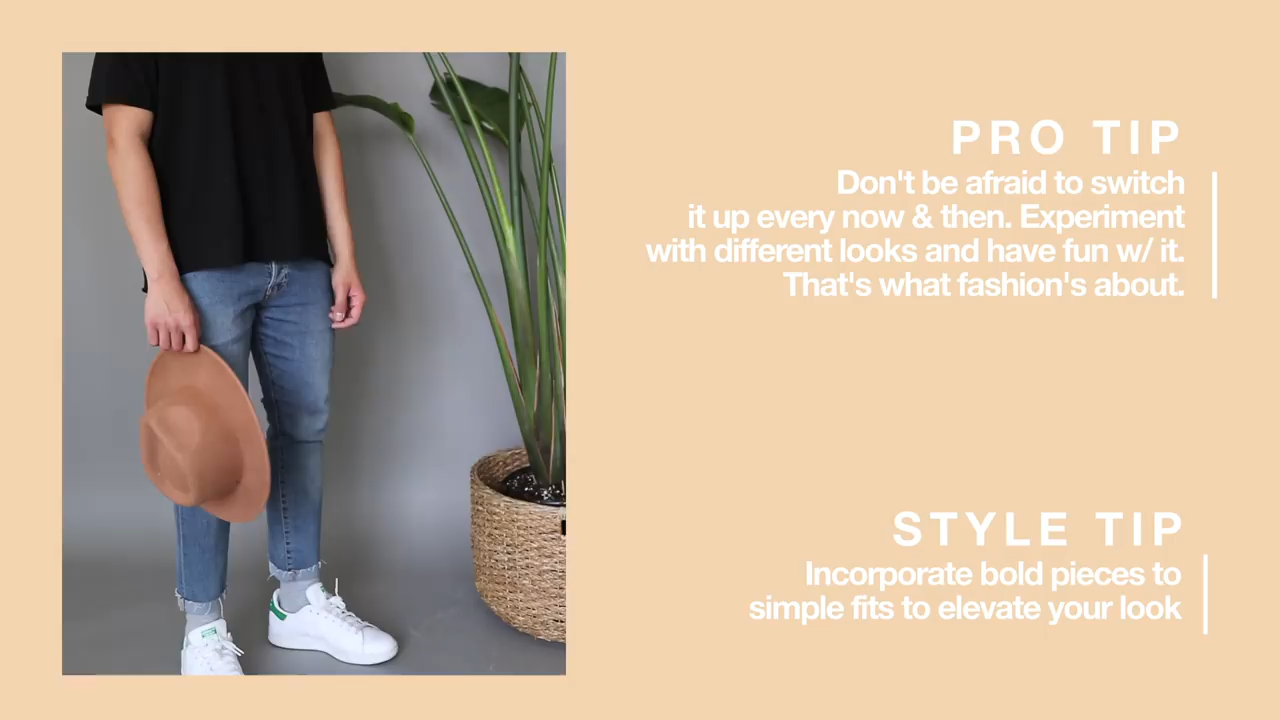 PRO TIP
Don't be afraid to switch
it up every now & then. Experiment
with different looks and have fun w/ it.
That's what fashion's about.
STYLE TIP
Incorporate bold pieces to
simple fits to elevate your look